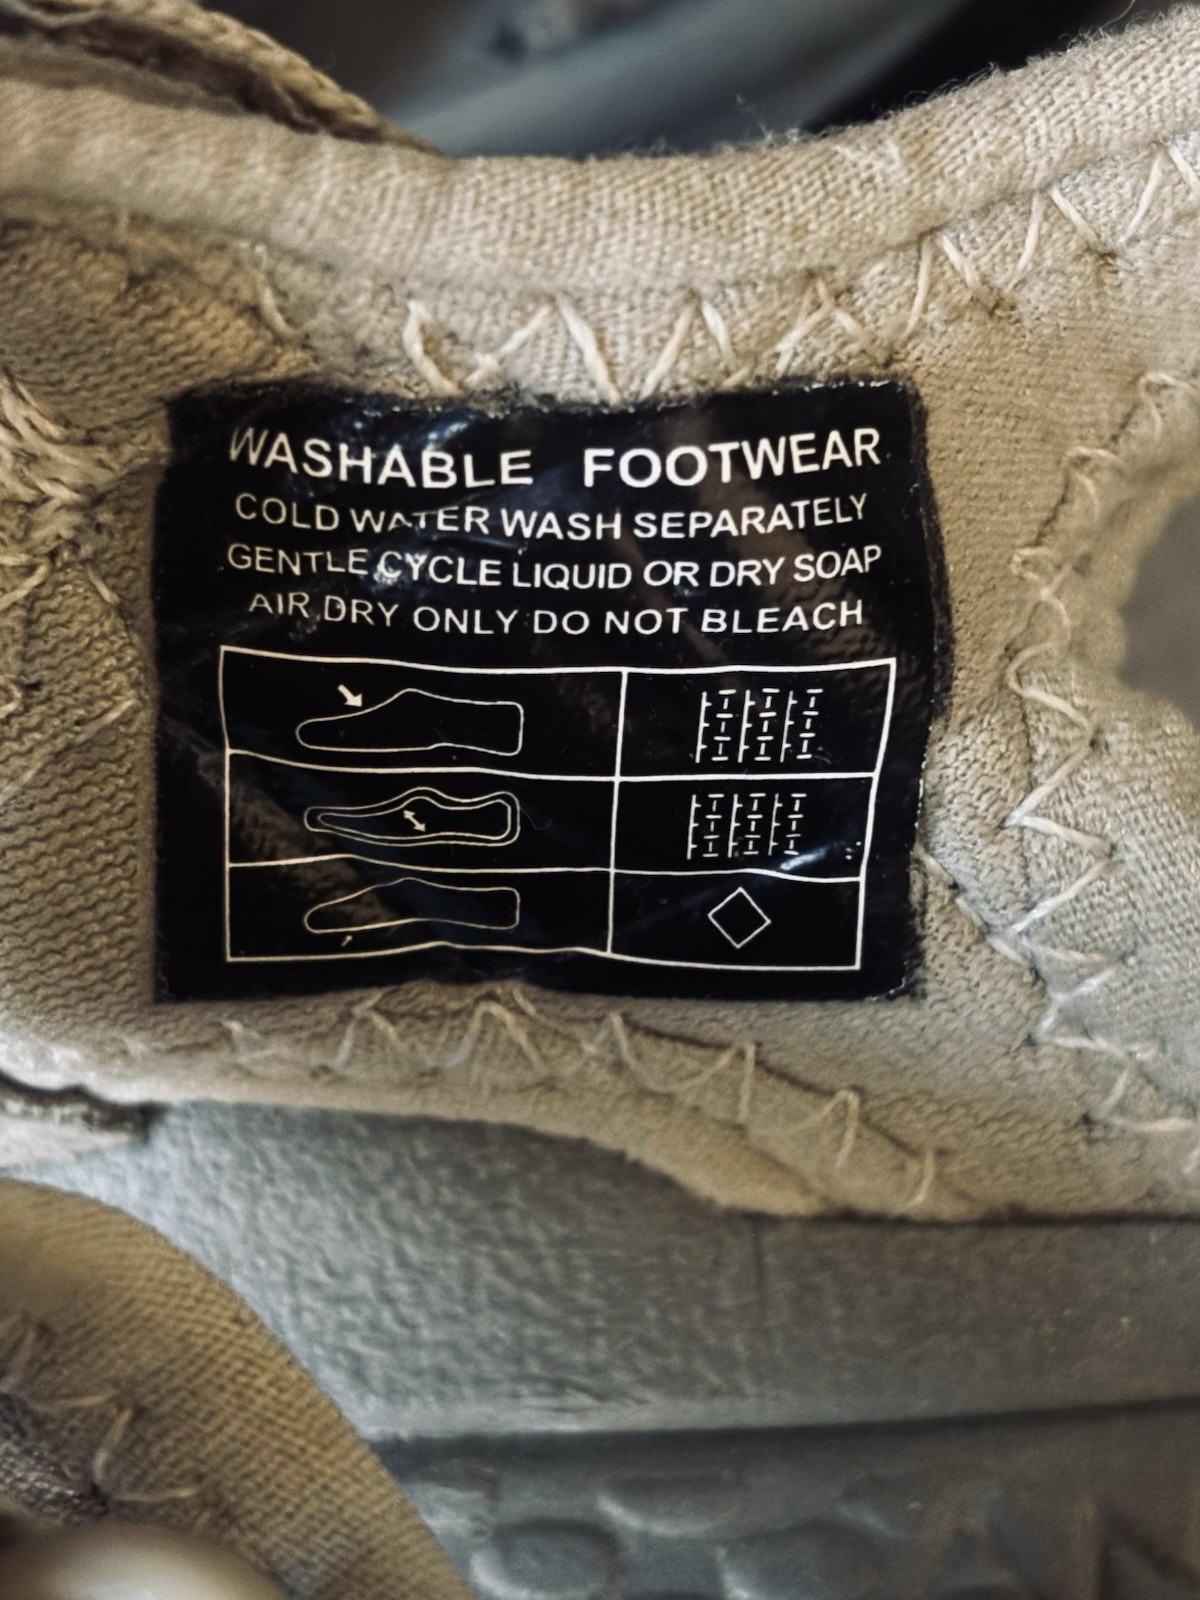 WASHABLE FOOTWEAR
COLD WATER WASH SEPARATELY
GENTLE CYCLE LIQUID OR DRY SOAP
AIR DRY ONLY DO NOT BLEACH